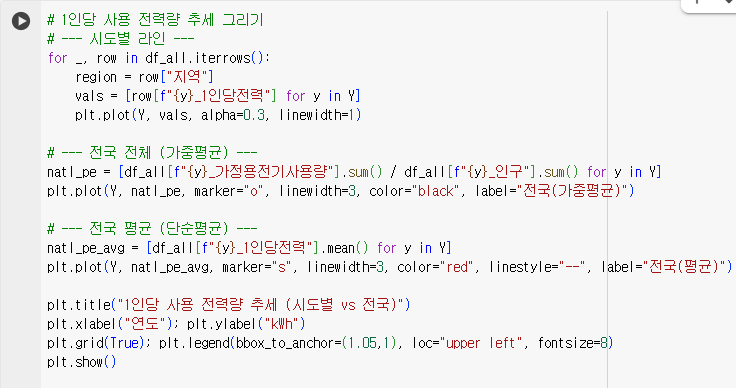 # 1인당 사용 전력량 추세 그리기
# --- 시도별 라인 ---
for _, row in df_all.iterrows():
    region = row["지역"]
    vals = [row[f"{y}_1인당전력"] for y in Y]
    plt.plot(Y, vals, alpha=0.3, linewidth=1)

# --- 전국 전체 (가중평균) ---
natl_pe = [df_all[f"{y}_가정용전기사용량"].sum() / df_all[f"{y}_인구"].sum() for y in Y]
plt.plot(Y, natl_pe, marker="o", linewidth=3, color="black", label="전국(가중평균)")

# --- 전국 평균 (단순평균) ---
natl_pe_avg = [df_all[f"{y}_1인당전력"].mean() for y in Y]
plt.plot(Y, natl_pe_avg, marker="s", linewidth=3, color="red", linestyle="--", label="전국(평균)")

plt.title("1인당 사용 전력량 추세 (시도별 vs 전국)")
plt.xlabel("연도"); plt.ylabel("kWh")
plt.grid(True); plt.legend(bbox_to_anchor=(1.05,1), loc="upper left", fontsize=8)
plt.show()